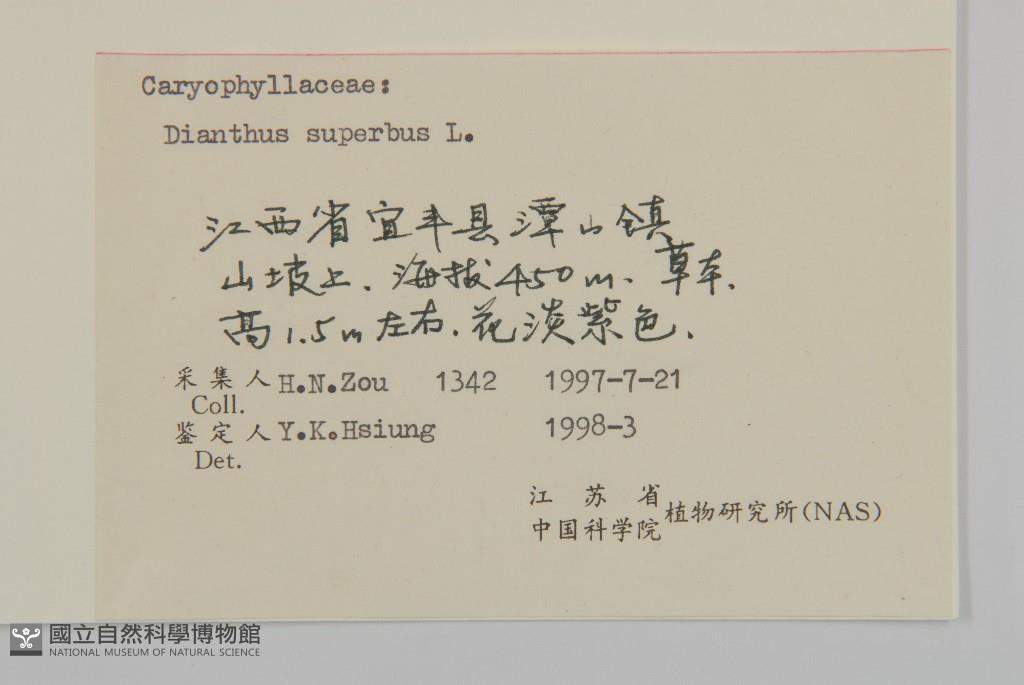 Caryophyllaceae:
Dianthus superbus L.
江西省宜丰县潭山镇
山坡上.海拔450m、草本.
高1.5m左右.花淡紫色.
采集人 H.N.Zou 1342 1997-7-21
Coll.
鉴定人 Y.K.Hsiung 1998-3
Det.
江苏省
中国科学院 植物研究所(NAS)
國立自然科學博物館
NATIONAL MUSEUM OF NATURAL SCIENCE